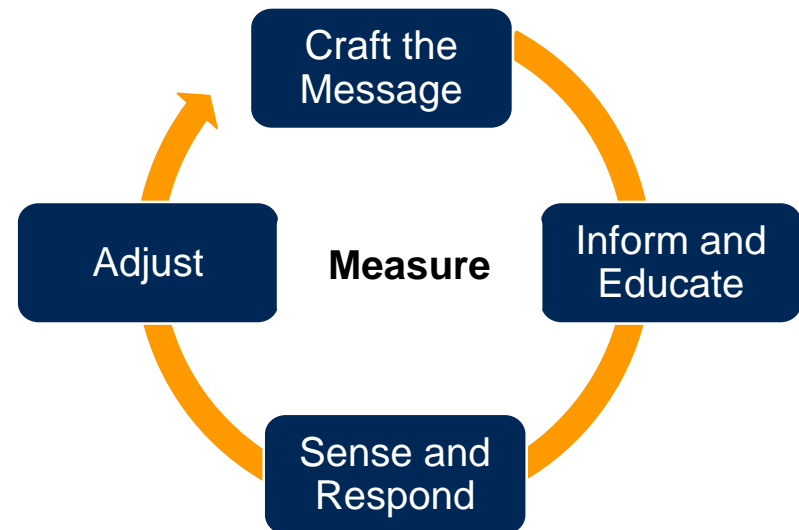 Craft the
Message
Inform and
Educate
Sense and
Respond
Adjust
Measure